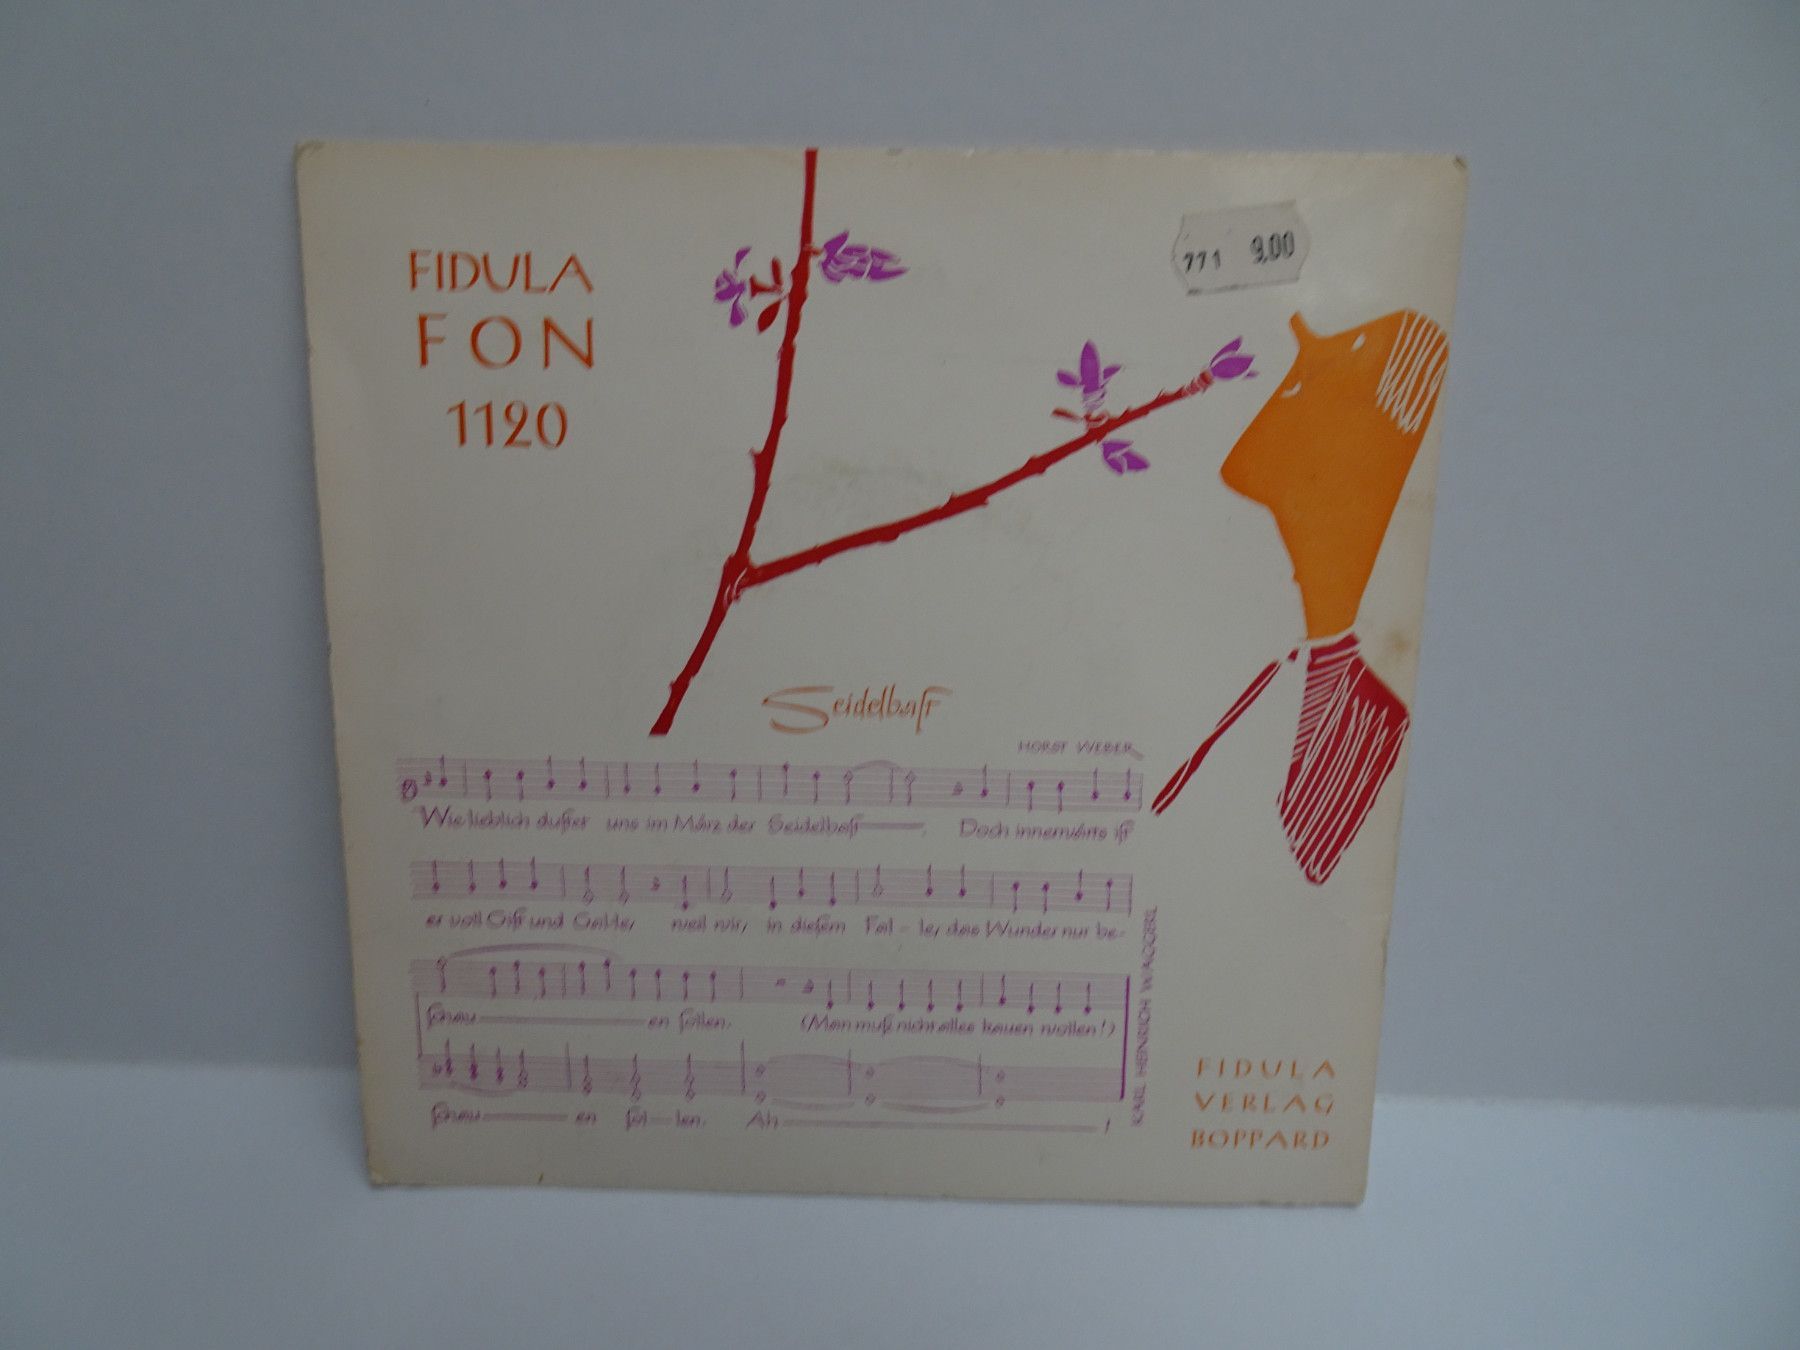 FIDULA
FON
1120
771 9,00
Seidelbast
HORST WEBER
Wie lieblich duftet uns im März der Seidelbast. Doch innerwärts ist
er voll Gift und Galle, weil wir, in diesem Fal-le, das Wunder nur be-
schau en sollen. (Man muß nicht alles kauen wollen!)
schau en sol-len. Ah !
KARL HEINRICH WAGGERL
FIDULA
VERLAG
BOPPARD